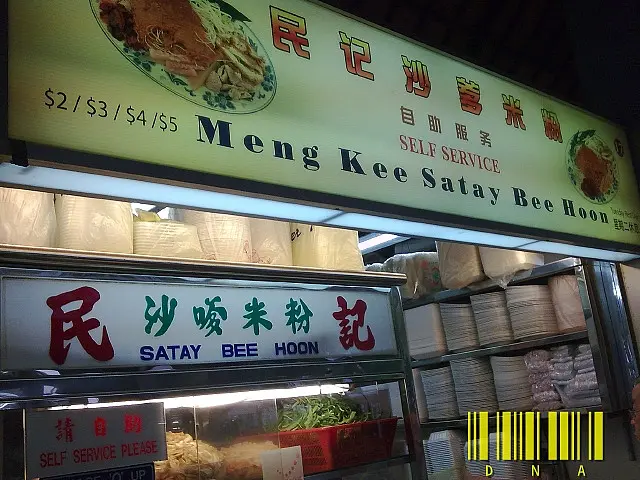 民记沙爹米粉
$2 / $3 / $4 / $5
自助服务
SELF SERVICE
Meng Kee Satay Bee Hoon
民 沙嗲米粉 記
SATAY BEE HOON
請自助
SELF SERVICE PLEASE
DNA